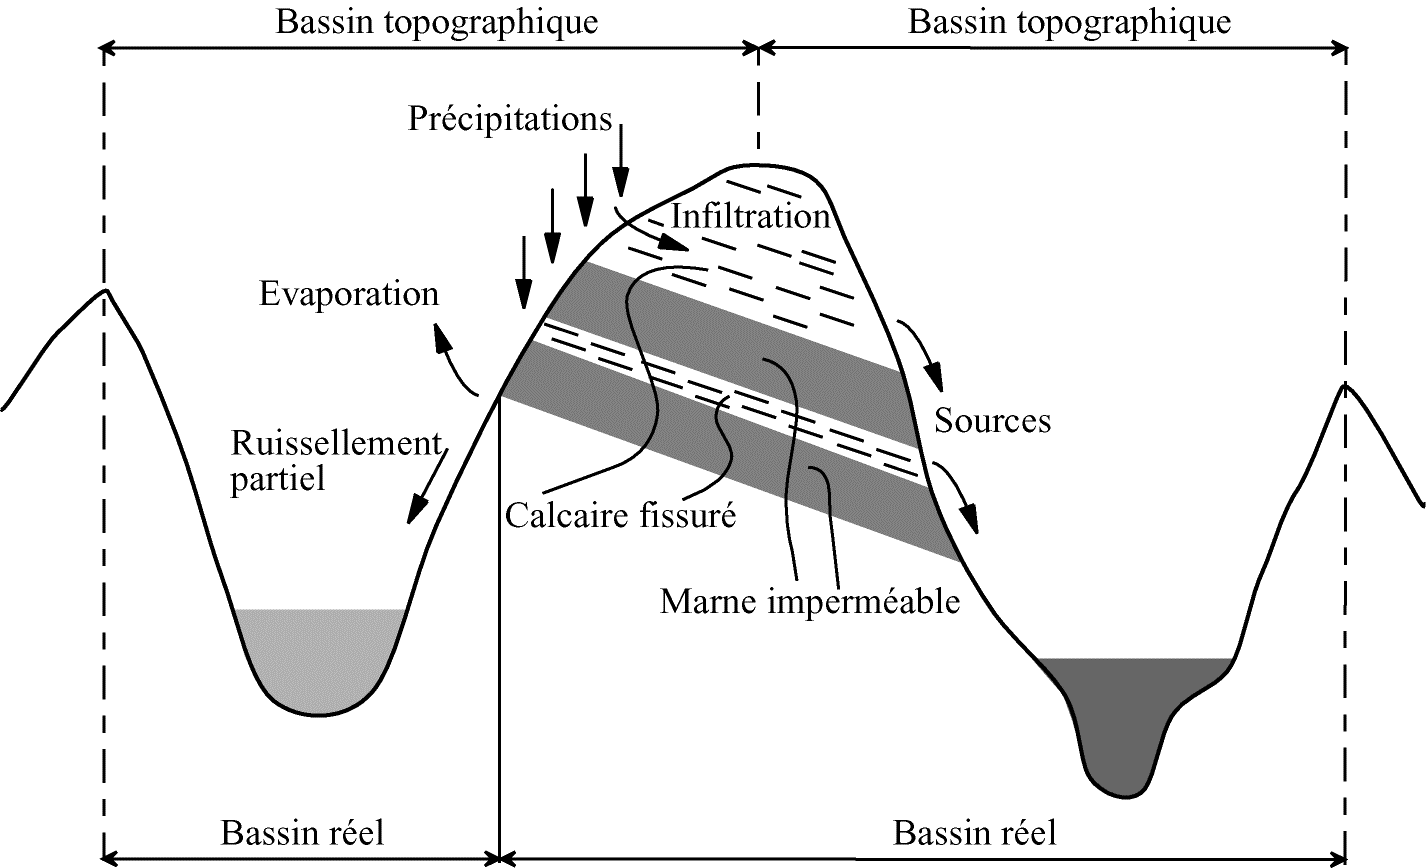 Bassin topographique
Bassin topographique
Précipitations
Infiltration
Evaporation
Sources
Ruissellement
partiel
Calcaire fissuré
Marne imperméable
Bassin réel
Bassin réel